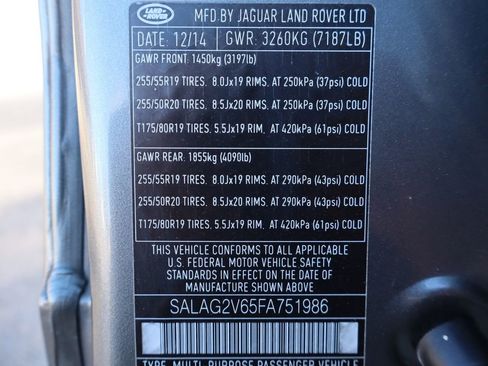 LAND ROVER
MFD BY JAGUAR LAND ROVER LTD
DATE: 12/14 GWR: 3260KG (7187LB)
GAWR FRONT: 1450kg (3197lb)
255/55R19 TIRES. 8.0Jx19 RIMS. AT 250kPa (37psi) COLD
255/50R20 TIRES. 8.5Jx20 RIMS. AT 250kPa (37psi) COLD
T175/80R19 TIRES. 5.5Jx19 RIM. AT 420kPa (61psi) COLD
GAWR REAR: 1855kg (4090lb)
255/55R19 TIRES. 8.0Jx19 RIMS. AT 290kPa (43psi) COLD
255/50R20 TIRES. 8.5Jx20 RIMS. AT 290kPa (43psi) COLD
T175/80R19 TIRES. 5.5Jx19 RIM. AT 420kPa (61psi) COLD
THIS VEHICLE CONFORMS TO ALL APPLICABLE
U.S. FEDERAL MOTOR VEHICLE SAFETY
STANDARDS IN EFFECT ON THE DATE
OF MANUFACTURE SHOWN ABOVE.
SALAG2V65FA751986
TYPE: MULTI-PURPOSE PASSENGER VEHICLE